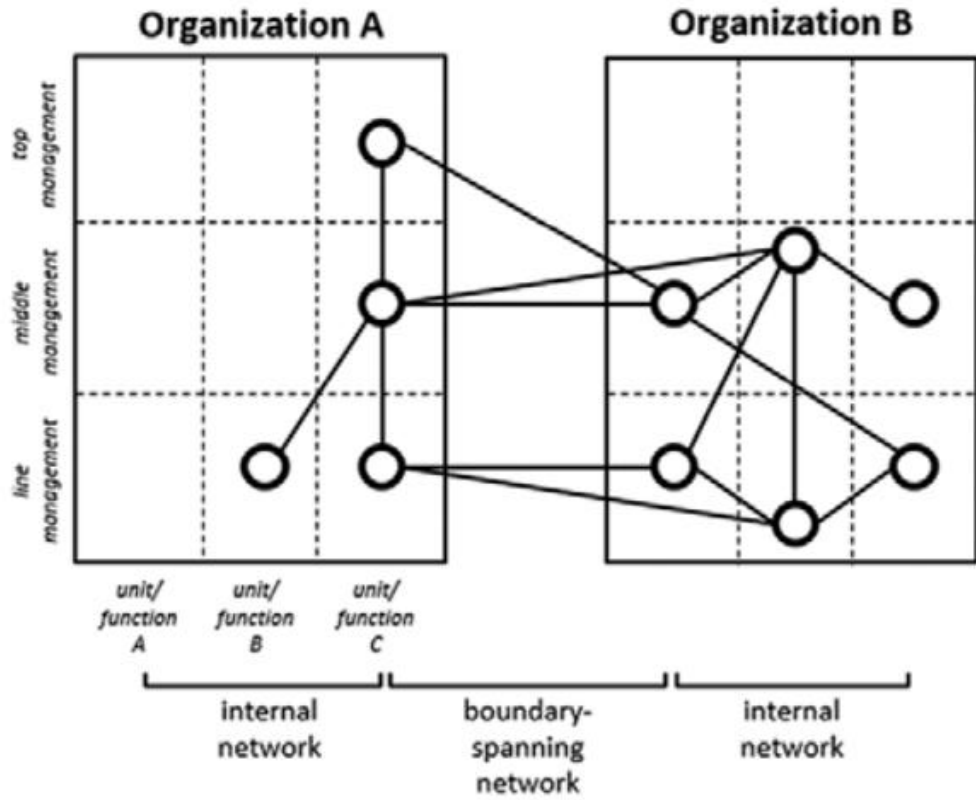 Organization A
Organization B
top
management
middle
management
line
management
unit/
function
A
unit/
function
B
unit/
function
C
internal
network
boundary-
spanning
network
internal
network